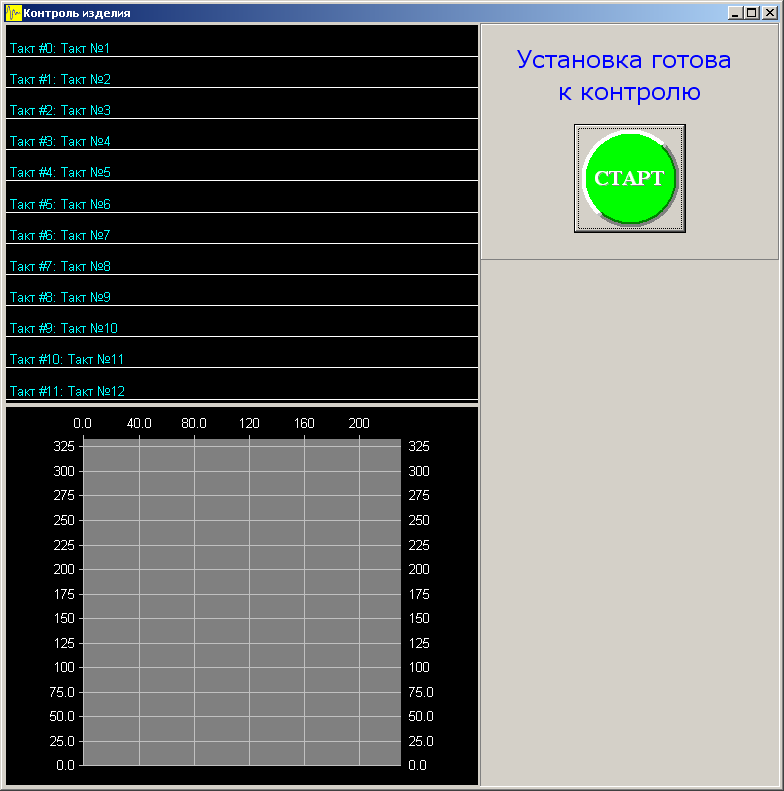 Контроль изделия
Такт #0: Такт №1
Такт #1: Такт №2
Такт #2: Такт №3
Такт #3: Такт №4
Такт #4: Такт №5
Такт #5: Такт №6
Такт #6: Такт №7
Такт #7: Такт №8
Такт #8: Такт №9
Такт #9: Такт №10
Такт #10: Такт №11
Такт #11: Такт №12
Установка готова
к контролю
СТАРТ
0.0 40.0 80.0 120 160 200
325 325
300 300
275 275
250 250
225 225
200 200
175 175
150 150
125 125
100 100
75.0 75.0
50.0 50.0
25.0 25.0
0.0 0.0